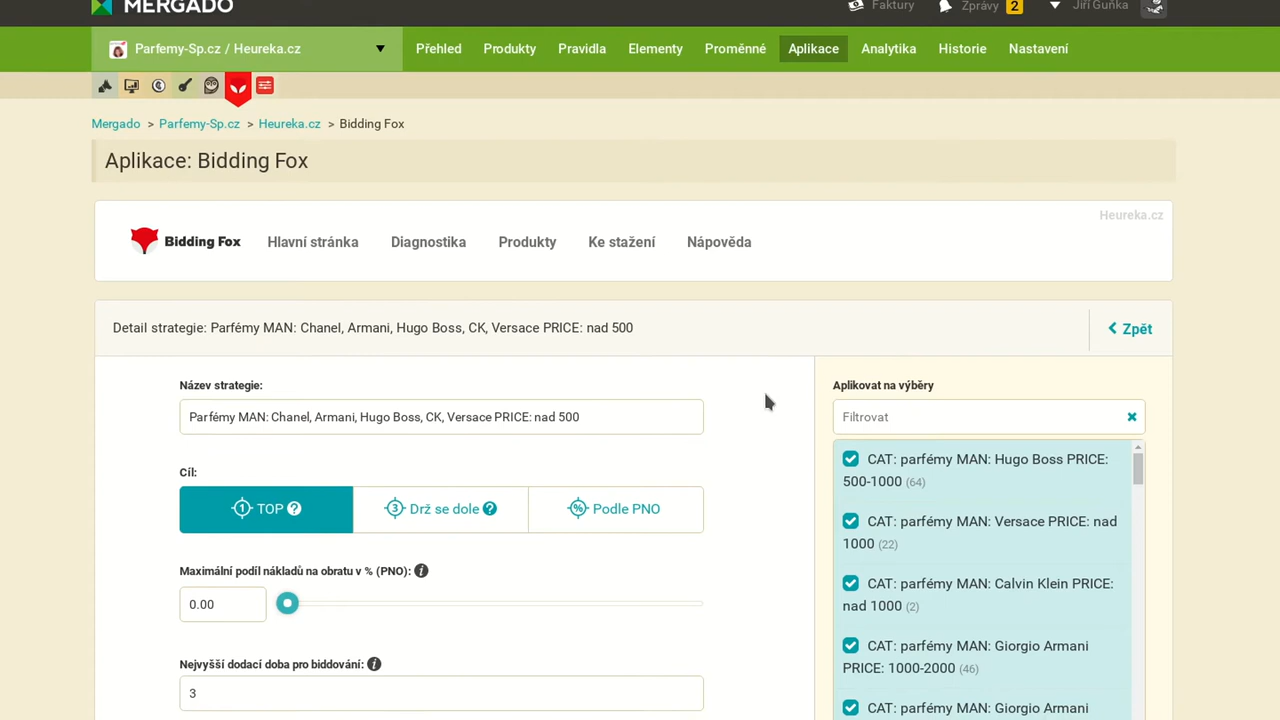 MERGADO
Faktury
Zprávy 2
Jiří Guňka
Parfemy-Sp.cz / Heureka.cz
Přehled
Produkty
Pravidla
Elementy
Proměnné
Aplikace
Analytika
Historie
Nastavení
Mergado > Parfemy-Sp.cz > Heureka.cz > Bidding Fox
Aplikace: Bidding Fox
Heureka.cz
Bidding Fox
Hlavní stránka
Diagnostika
Produkty
Ke stažení
Nápověda
Detail strategie: Parfémy MAN: Chanel, Armani, Hugo Boss, CK, Versace PRICE: nad 500
Zpět
Název strategie:
Parfémy MAN: Chanel, Armani, Hugo Boss, CK, Versace PRICE: nad 500
Cíl:
1 TOP ?
3 Drž se dole ?
% Podle PNO
Maximální podíl nákladů na obratu v % (PNO): i
0.00
Nejvyšší dodací doba pro biddování: i
3
Aplikovat na výběry
Filtrovat
CAT: parfémy MAN: Hugo Boss PRICE:
500-1000 (64)
CAT: parfémy MAN: Versace PRICE: nad
1000 (22)
CAT: parfémy MAN: Calvin Klein PRICE:
nad 1000 (2)
CAT: parfémy MAN: Giorgio Armani
PRICE: 1000-2000 (46)
CAT: parfémy MAN: Giorgio Armani